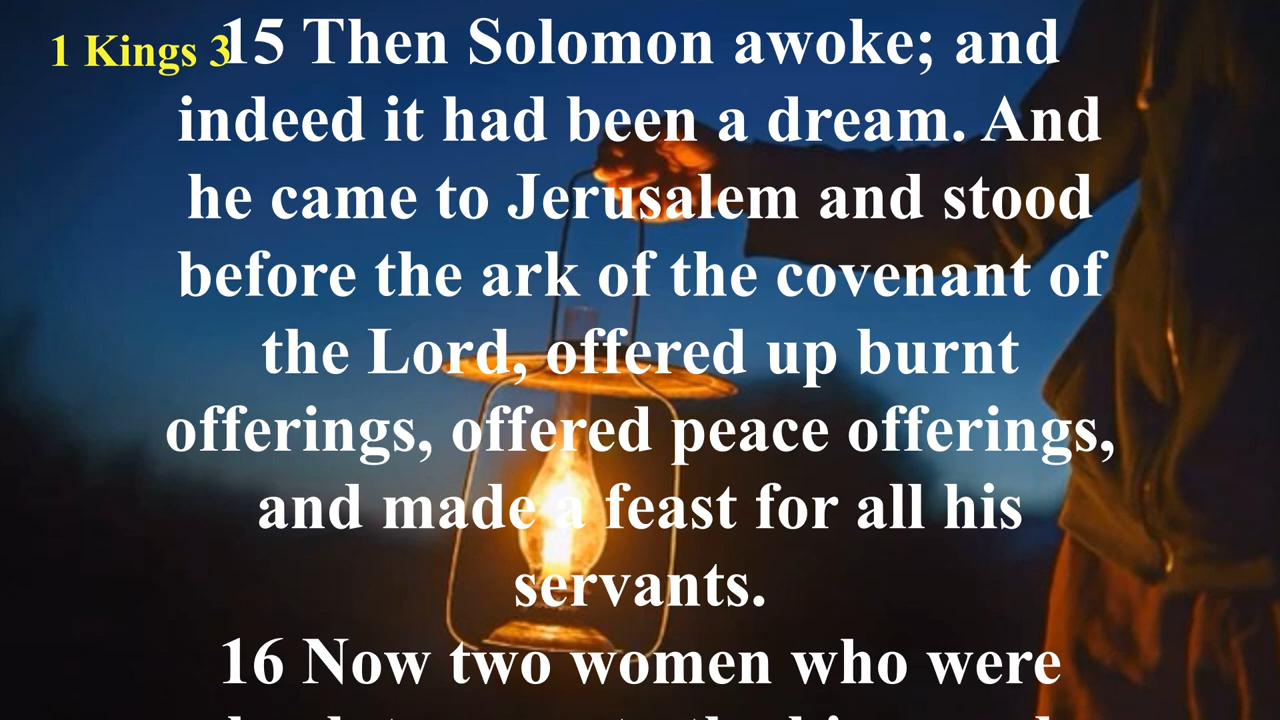 1 Kings 3
15 Then Solomon awoke; and
indeed it had been a dream. And
he came to Jerusalem and stood
before the ark of the covenant of
the Lord, offered up burnt
offerings, offered peace offerings,
and made a feast for all his
servants.
16 Now two women who were